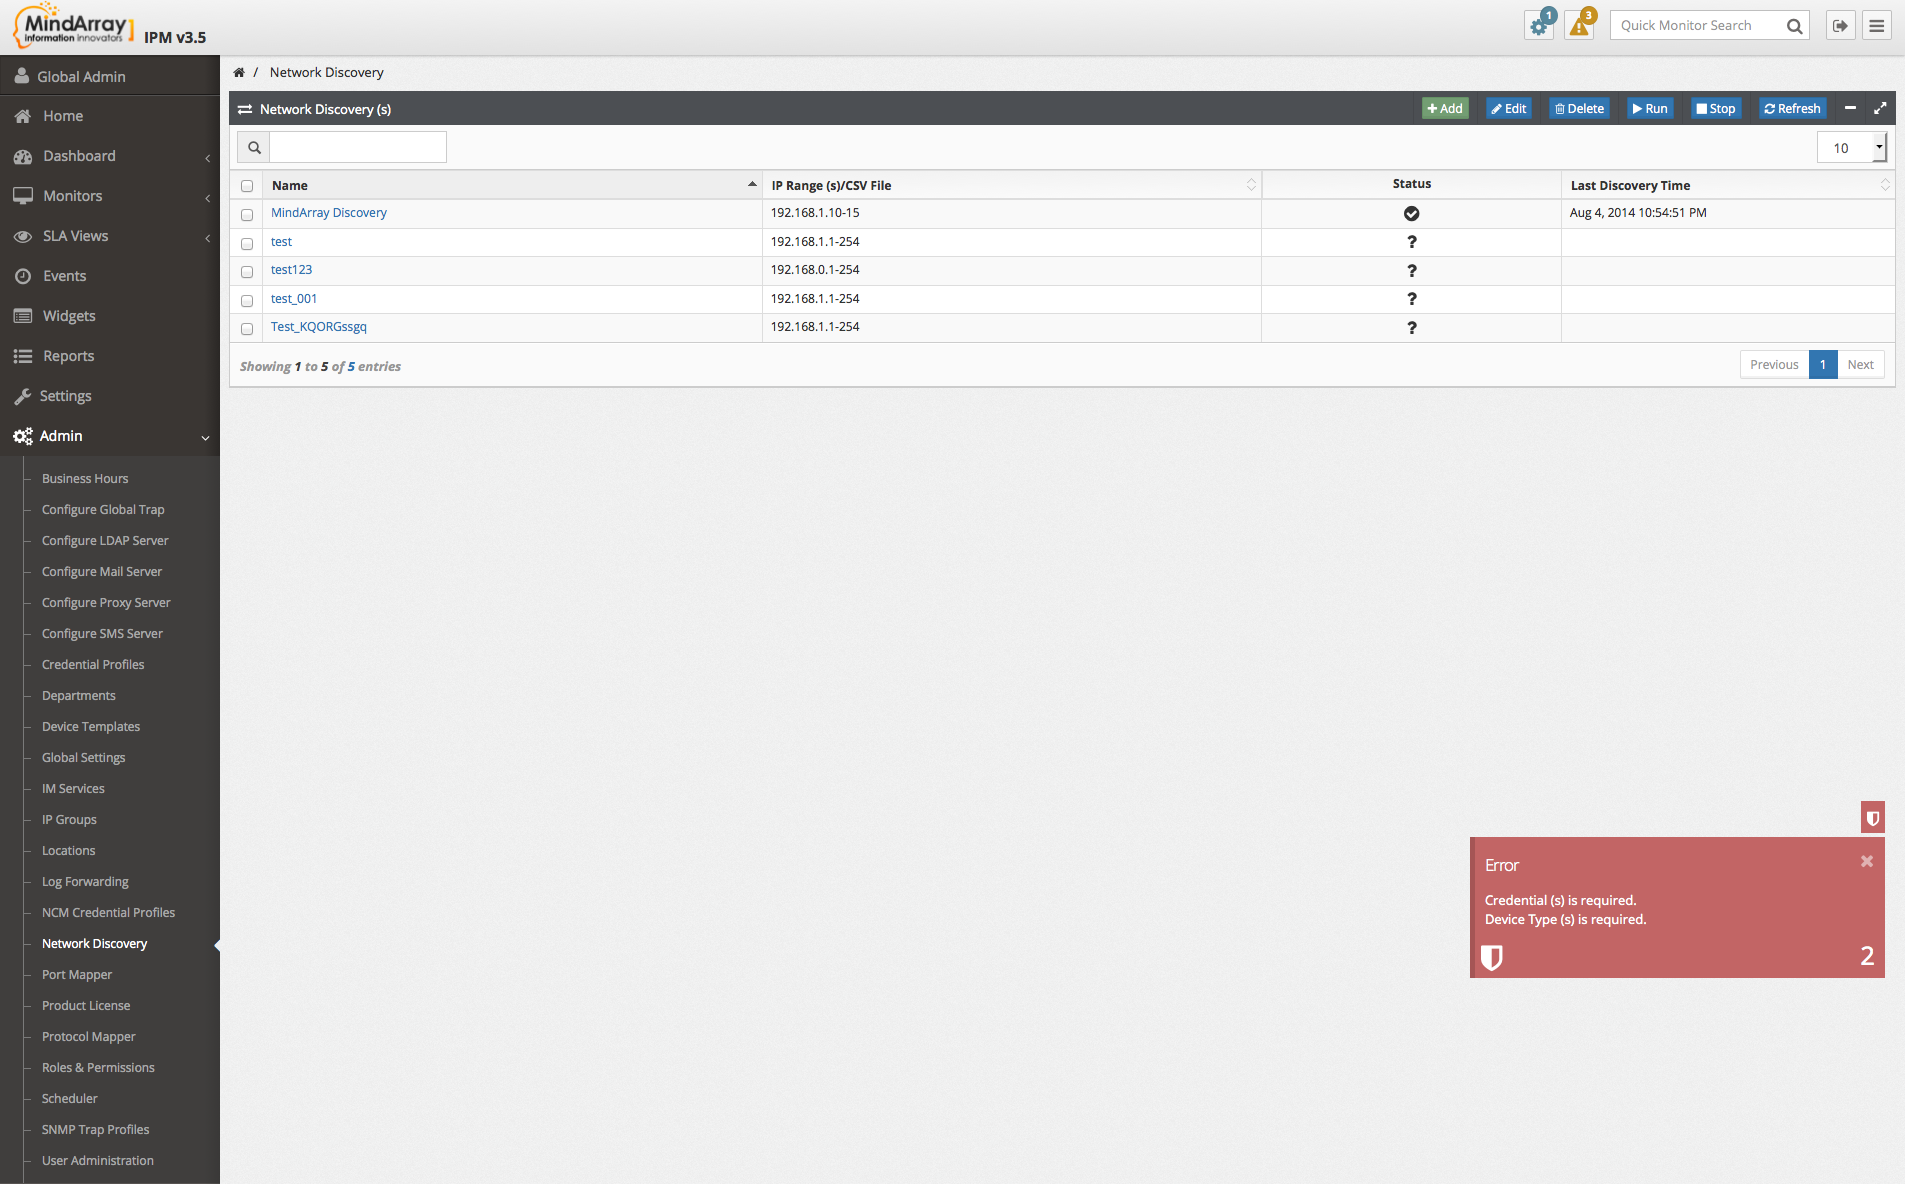 MindArray
Information Innovators
IPM v3.5
1
3
Quick Monitor Search
Global Admin
Home
Dashboard
Monitors
SLA Views
Events
Widgets
Reports
Settings
Admin
Business Hours
Configure Global Trap
Configure LDAP Server
Configure Mail Server
Configure Proxy Server
Configure SMS Server
Credential Profiles
Departments
Device Templates
Global Settings
IM Services
IP Groups
Locations
Log Forwarding
NCM Credential Profiles
Network Discovery
Port Mapper
Product License
Protocol Mapper
Roles & Permissions
Scheduler
SNMP Trap Profiles
User Administration
/ Network Discovery
Network Discovery (s)
Add Edit Delete Run Stop Refresh
10
Name IP Range (s)/CSV File Status Last Discovery Time
MindArray Discovery 192.168.1.10-15 Aug 4, 2014 10:54:51 PM
test 192.168.1.1-254 ?
test123 192.168.0.1-254 ?
test_001 192.168.1.1-254 ?
Test_KQORGssgq 192.168.1.1-254 ?
Showing 1 to 5 of 5 entries
Previous 1 Next
Error
Credential (s) is required.
Device Type (s) is required.
2